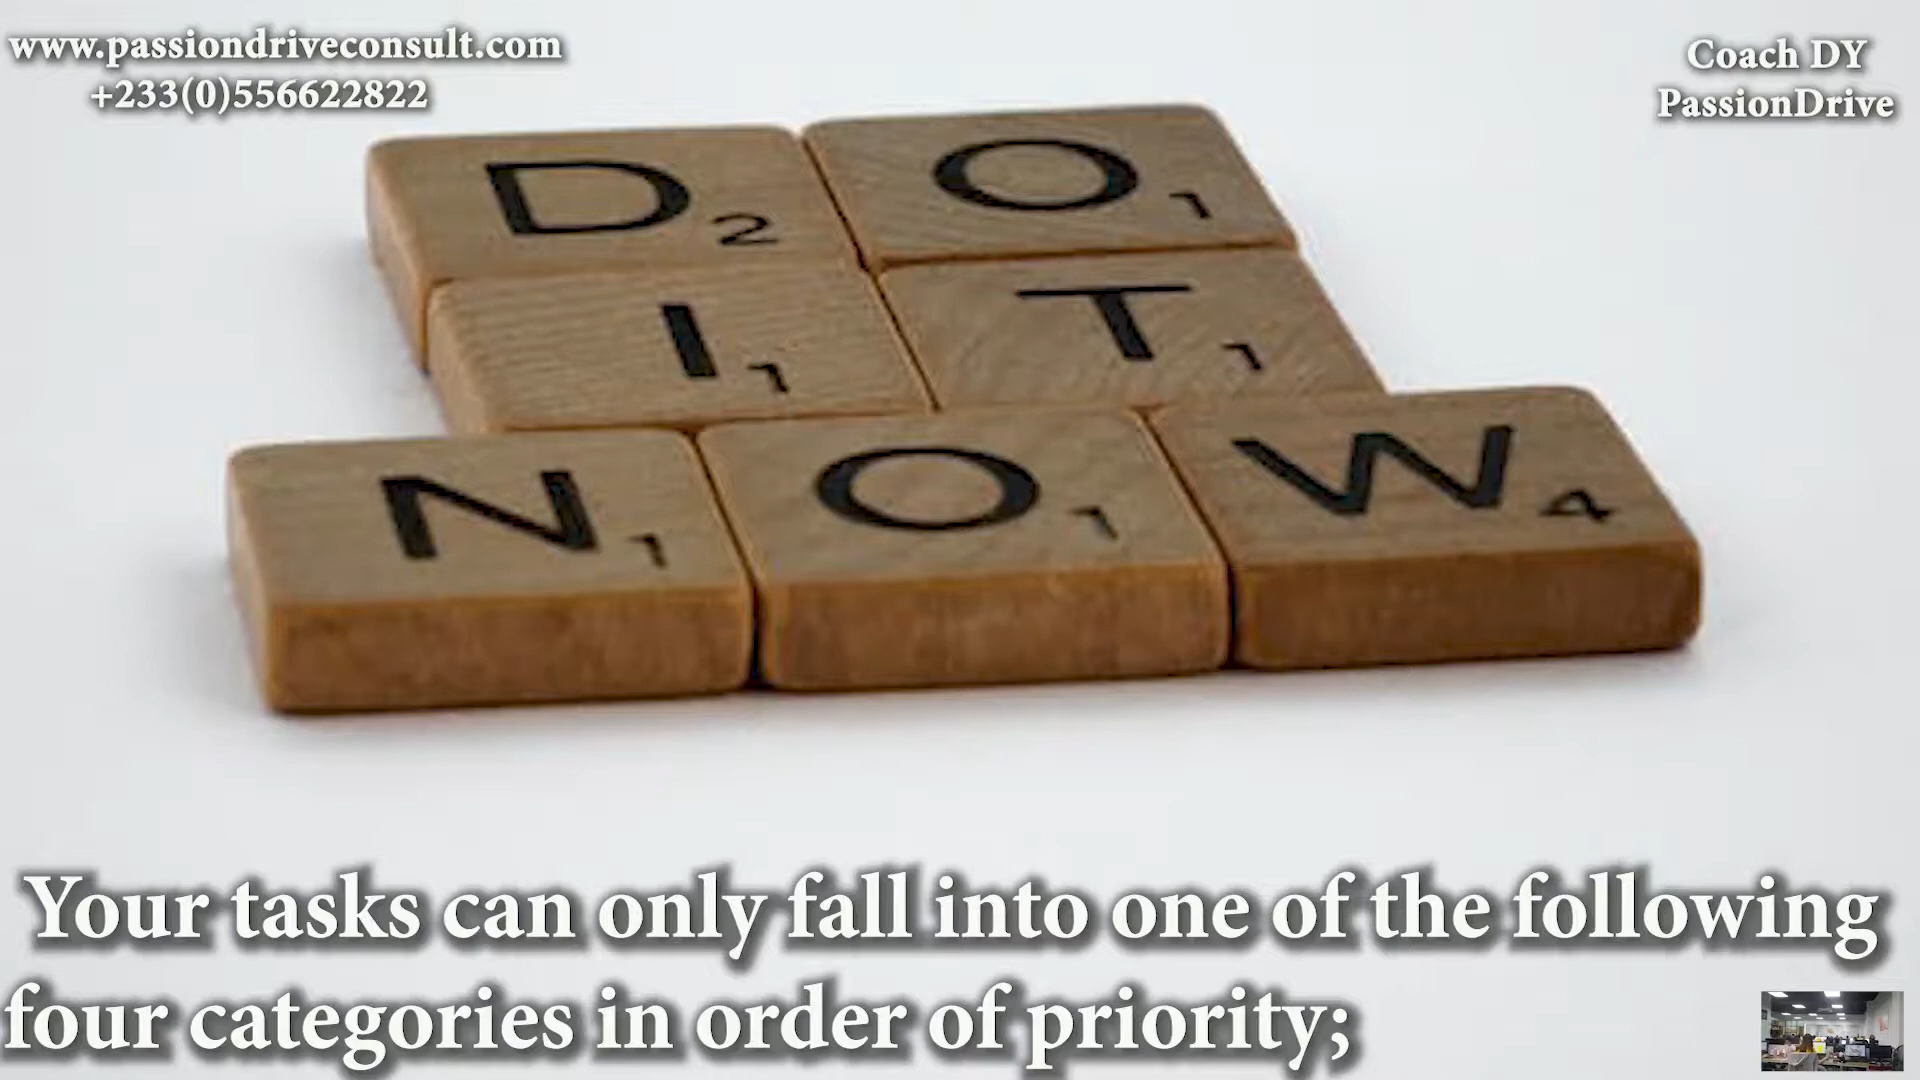 www.passiondriveconsult.com
+233(0)556622822
Coach DY
PassionDrive
D2 O1
I1 T1
N1 O1 W4
Your tasks can only fall into one of the following
four categories in order of priority;